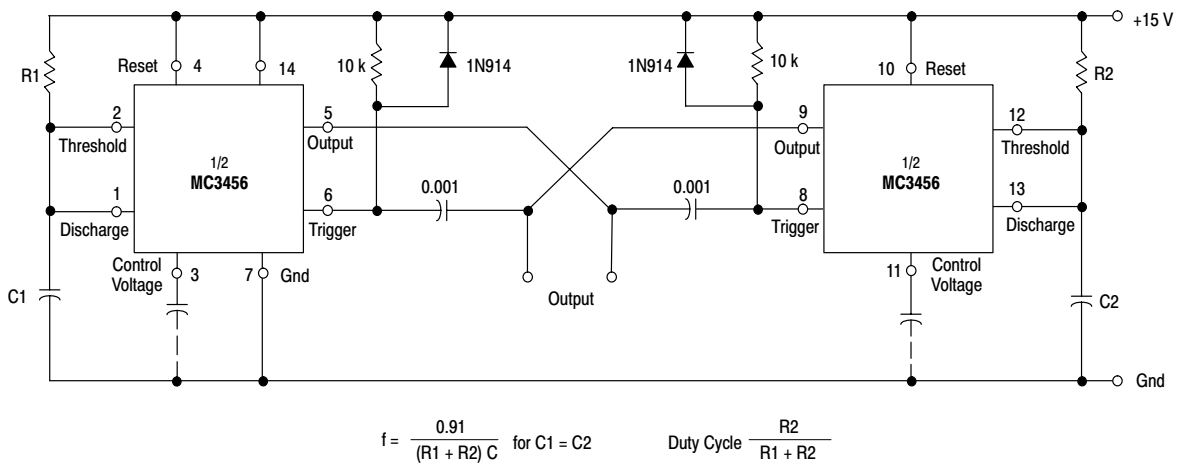 +15 V
R1
Reset
4
14
10 k
1N914
1N914
10 k
10
Reset
R2
2
Threshold
5
Output
9
Output
12
Threshold
1/2
MC3456
1/2
MC3456
1
Discharge
6
Trigger
0.001
0.001
8
Trigger
13
Discharge
Control
Voltage
3
7
Gnd
Output
11
Control
Voltage
C1
C2
Gnd
f = 0.91 / (R1 + R2) C for C1 = C2
Duty Cycle R2 / R1 + R2